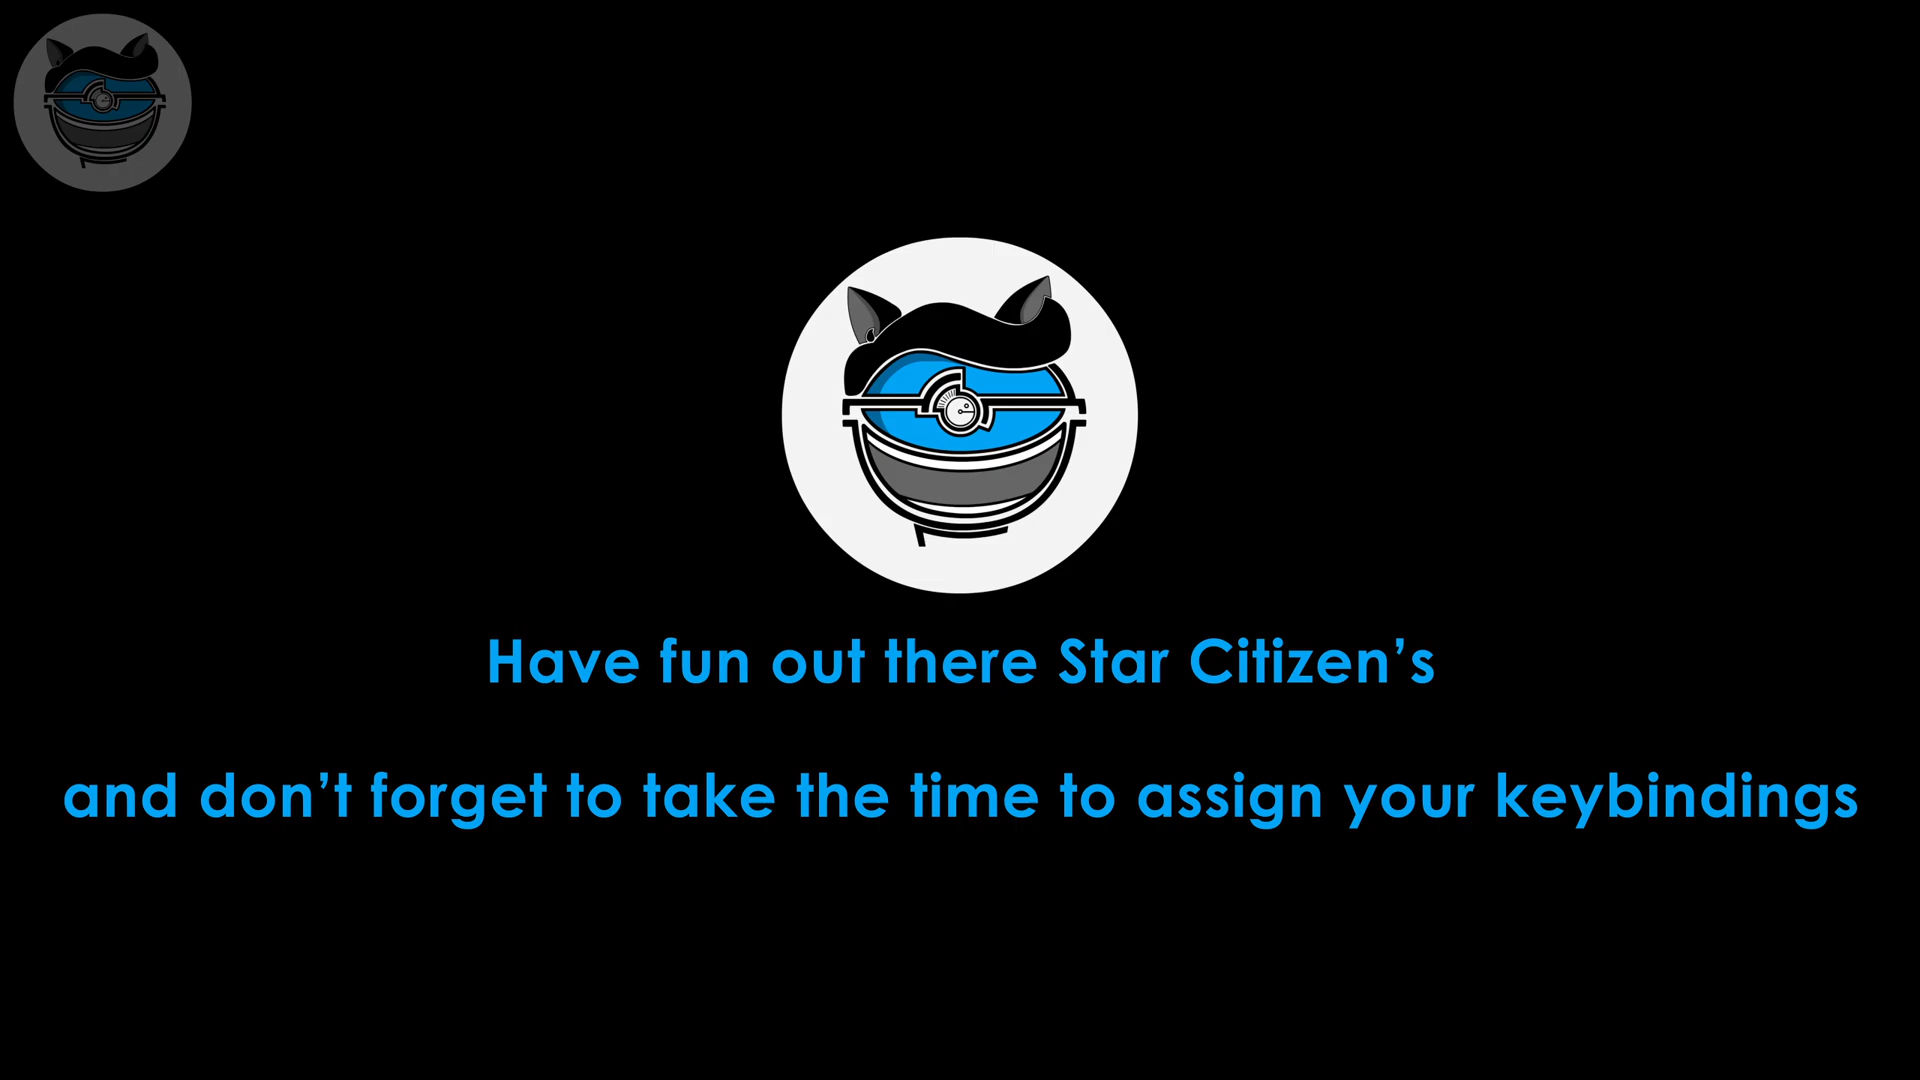 Have fun out there Star Citizen’s
and don’t forget to take the time to assign your keybindings